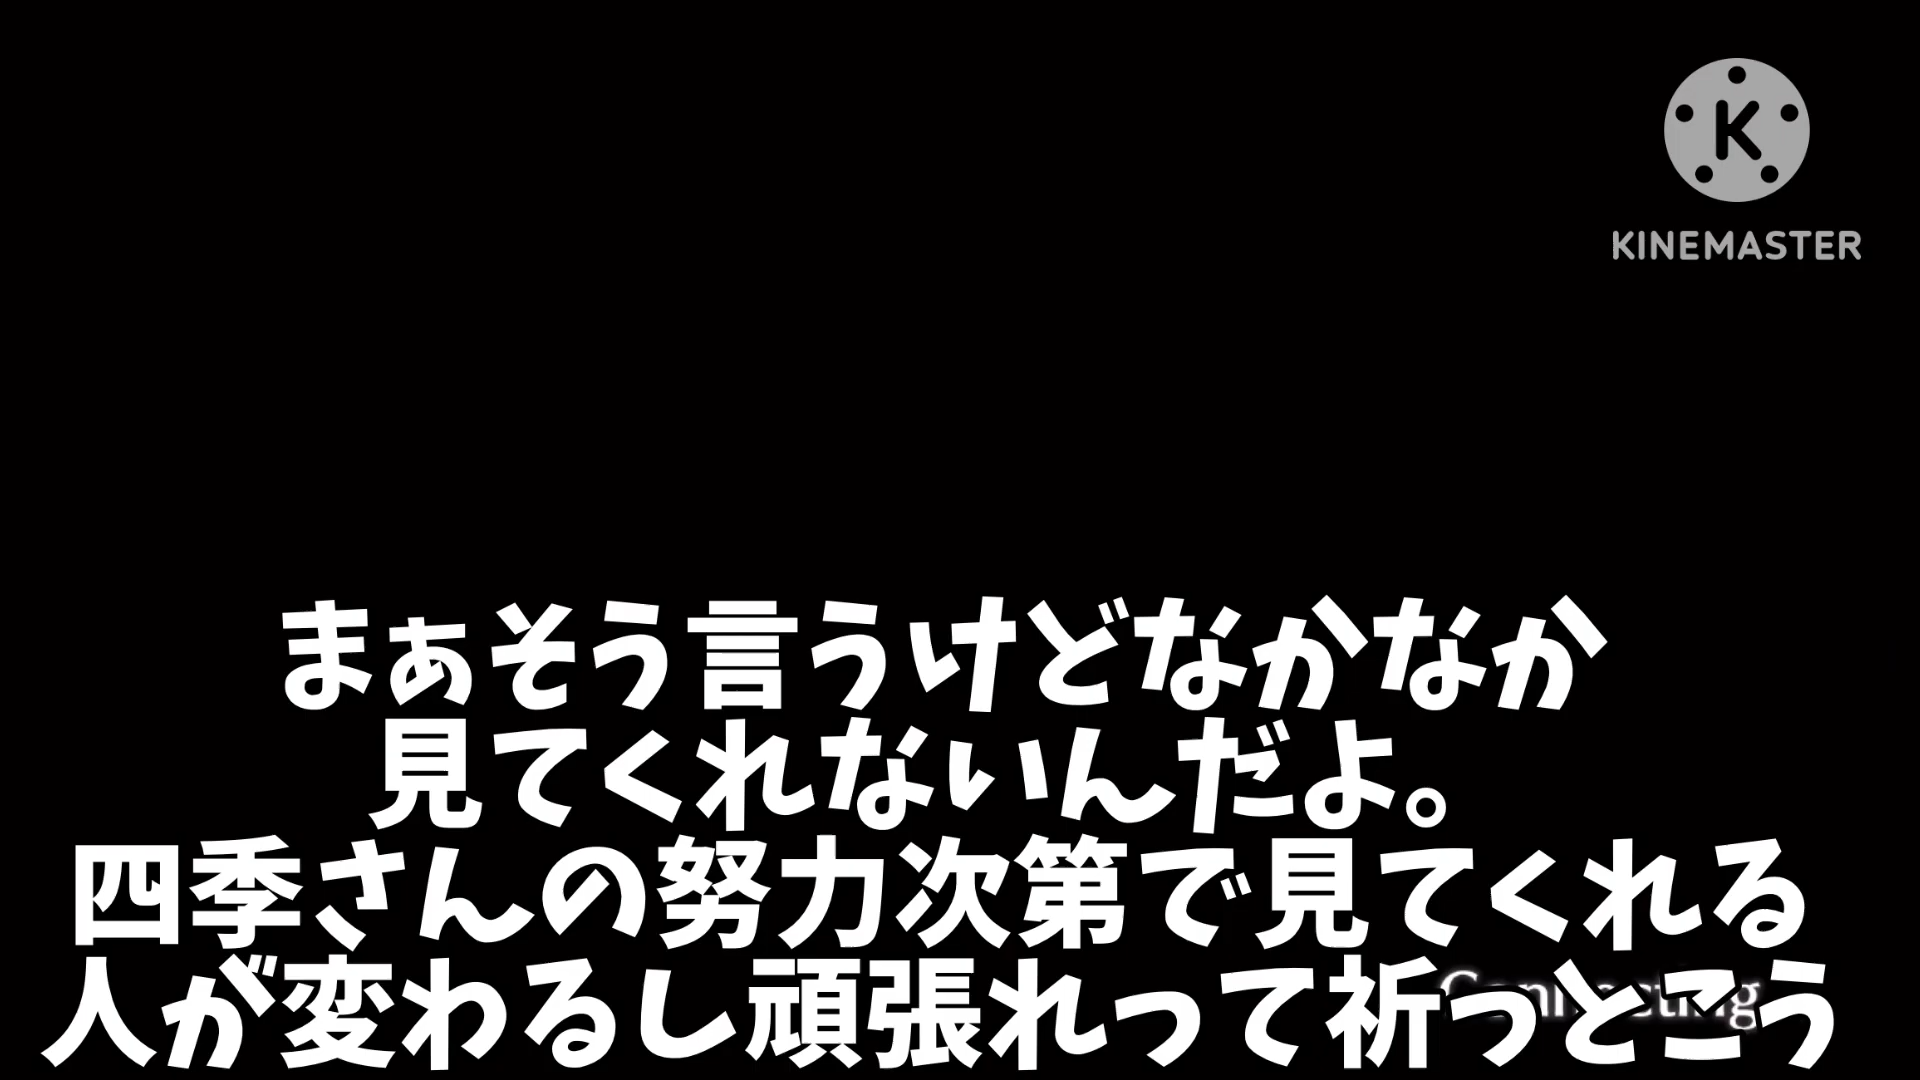 KINEMASTER
まぁそう言うけどなかなか
見てくれないんだよ。
四季さんの努力次第で見てくれる
人が変わるし頑張れって祈っとこう
Connecting